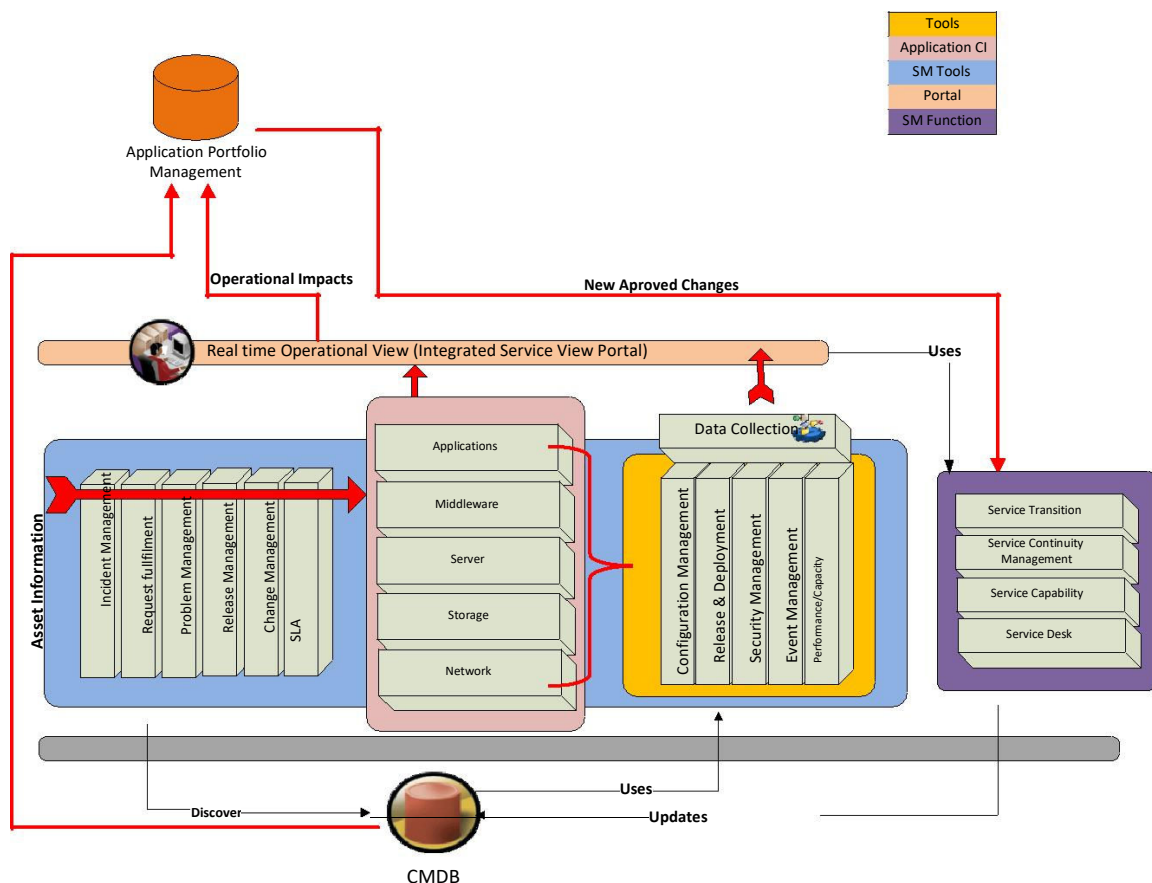 Tools
Application CI
SM Tools
Portal
SM Function
Application Portfolio
Management
Operational Impacts
New Aproved Changes
Real time Operational View (Integrated Service View Portal)
Uses
Asset Information
Incident Management
Request fullfilment
Problem Management
Release Management
Change Management
SLA
Applications
Middleware
Server
Storage
Network
Data Collection
Configuration Management
Release & Deployment
Security Management
Event Management
Performance/Capacity
Service Transition
Service Continuity
Management
Service Capability
Service Desk
Discover
Uses
Updates
CMDB